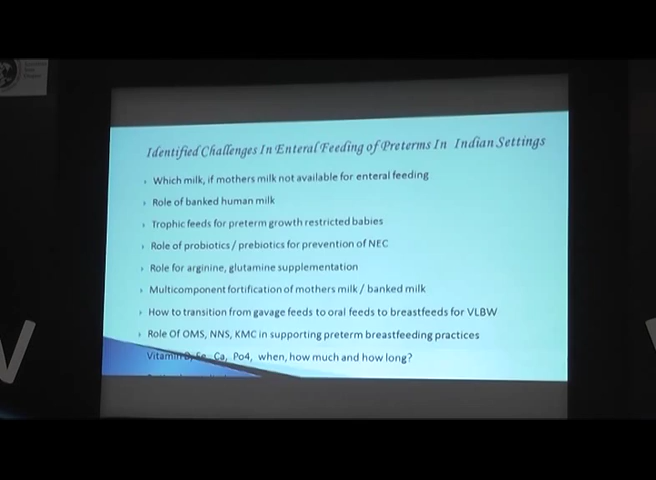 Identified Challenges In Enteral Feeding of Preterms In Indian Settings
Which milk, if mothers milk not available for enteral feeding
Role of banked human milk
Trophic feeds for preterm growth restricted babies
Role of probiotics / prebiotics for prevention of NEC
Role for arginine, glutamine supplementation
Multicomponent fortification of mothers milk / banked milk
How to transition from gavage feeds to oral feeds to breastfeeds for VLBW
Role Of OMS, NNS, KMC in supporting preterm breastfeeding practices
Vitamin D, Fe, Ca, Po4, when, how much and how long?